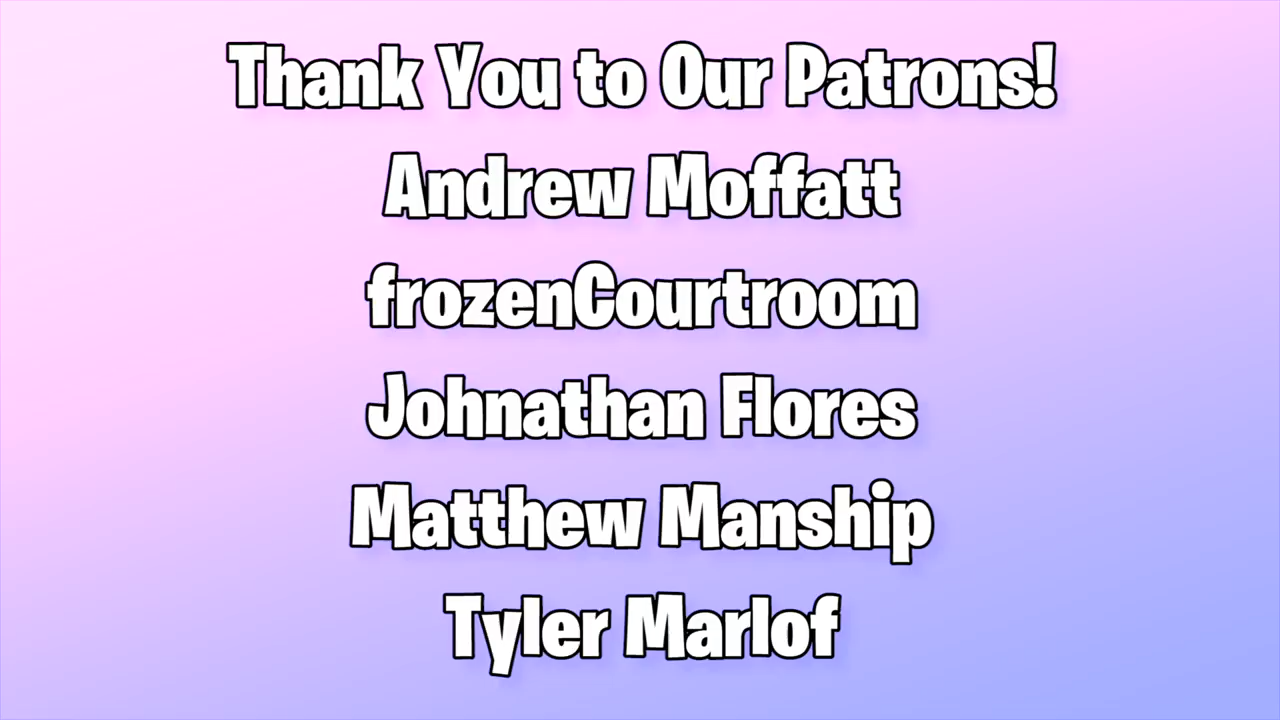 Thank You to Our Patrons!
Andrew Moffatt
frozenCourtroom
Johnathan Flores
Matthew Manship
Tyler Marlof